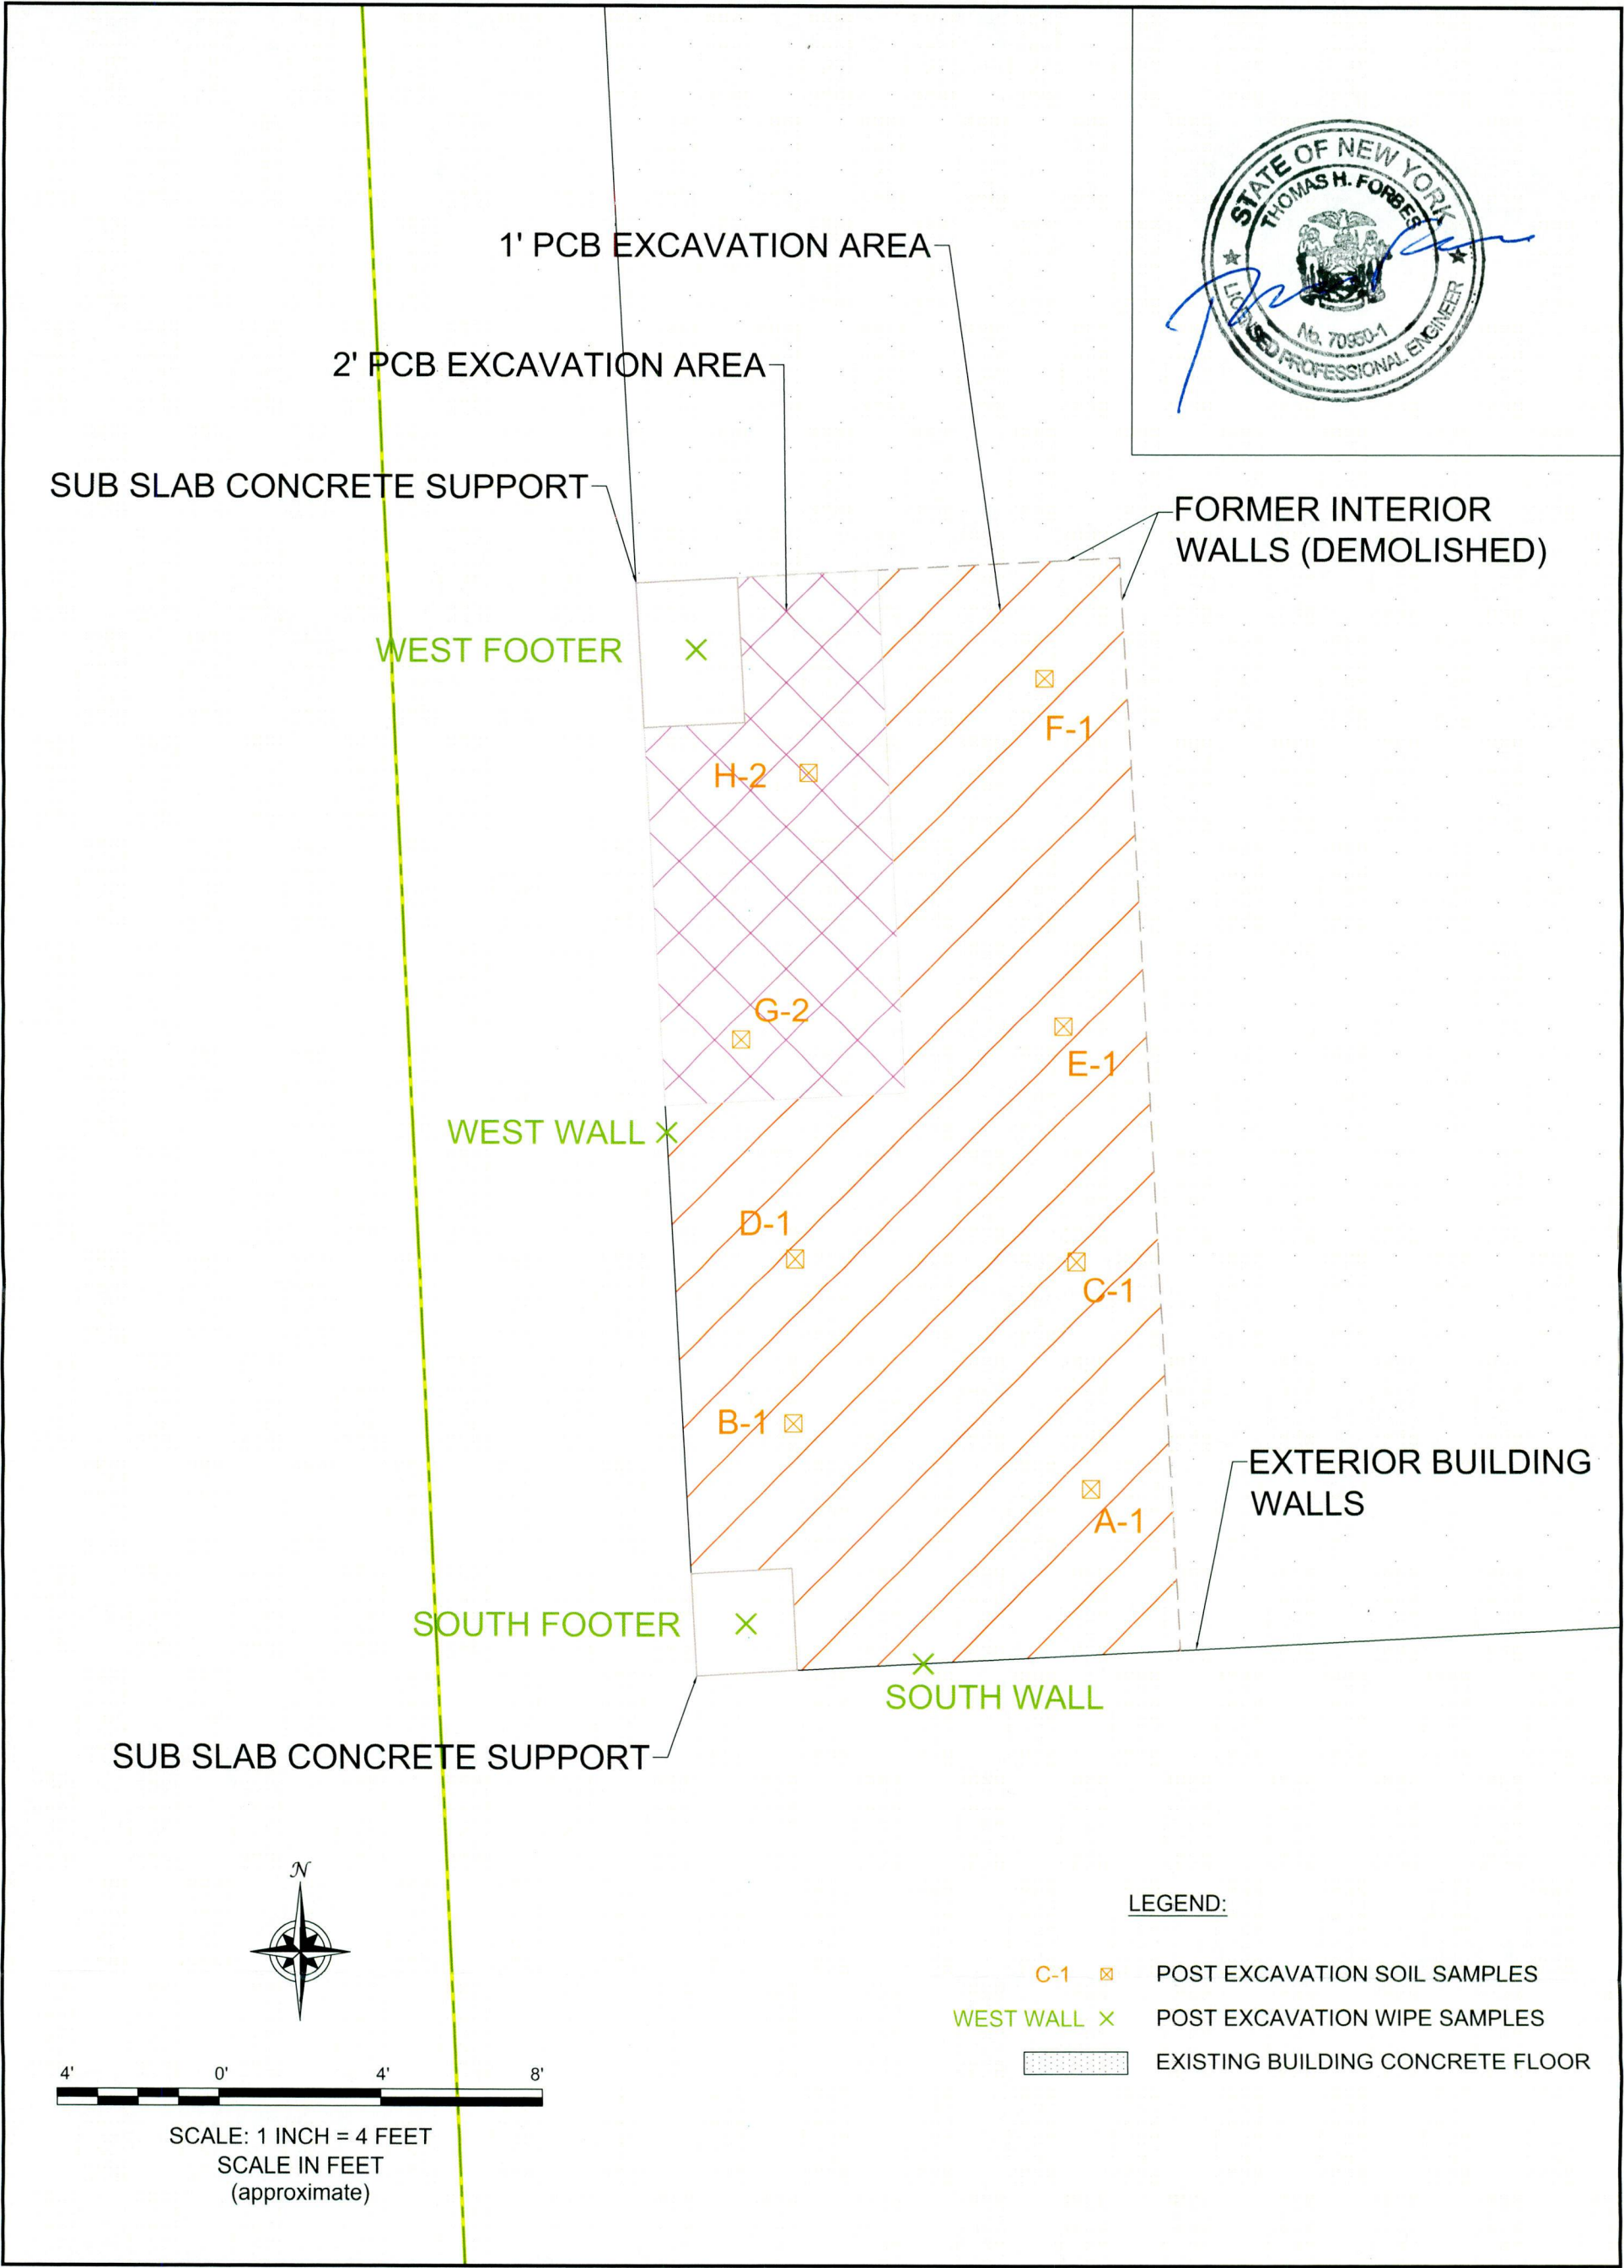 STATE OF NEW YORK
THOMAS H. FORBES
No. 70950-1
LICENSED PROFESSIONAL ENGINEER
1' PCB EXCAVATION AREA
2' PCB EXCAVATION AREA
SUB SLAB CONCRETE SUPPORT
FORMER INTERIOR
WALLS (DEMOLISHED)
WEST FOOTER
F-1
H-2
G-2
E-1
WEST WALL
D-1
C-1
B-1
EXTERIOR BUILDING
WALLS
A-1
SOUTH FOOTER
SOUTH WALL
SUB SLAB CONCRETE SUPPORT
N
LEGEND:
C-1 POST EXCAVATION SOIL SAMPLES
WEST WALL POST EXCAVATION WIPE SAMPLES
EXISTING BUILDING CONCRETE FLOOR
4' 0' 4' 8'
SCALE: 1 INCH = 4 FEET
SCALE IN FEET
(approximate)